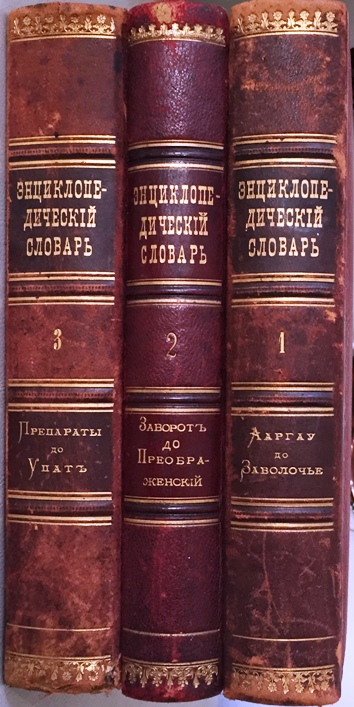 ЭНЦИКЛОПЕ-
ДИЧЕСКІЙ
СЛОВАРЬ
3
ПРЕПАРАТЫ
ДО
УПАТЪ
ЭНЦИКЛОПЕ-
ДИЧЕСКІЙ
СЛОВАРЬ
2
ЗАВОРОТЪ
ДО
ПРЕОБРА-
ЖЕНСКІЙ
ЭНЦИКЛОПЕ-
ДИЧЕСКІЙ
СЛОВАРЬ
1
ААРГАУ
ДО
ЗАВОЛОЧЬЕ